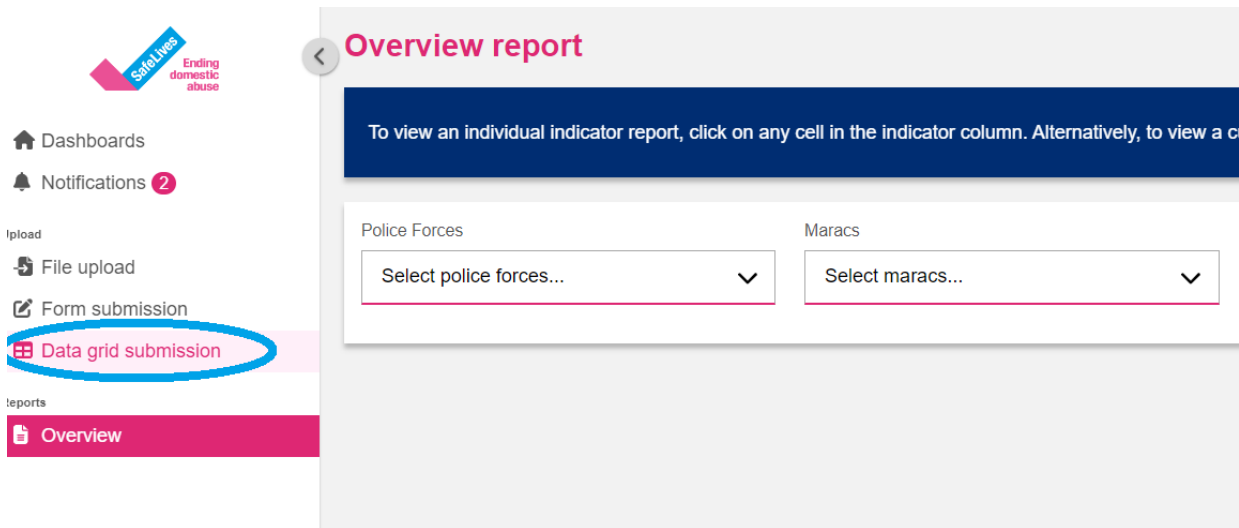 SafeLives
Ending
domestic
abuse
Dashboards
Notifications 2
Upload
File upload
Form submission
Data grid submission
Reports
Overview
Overview report
To view an individual indicator report, click on any cell in the indicator column. Alternatively, to view a
Police Forces
Select police forces...
Maracs
Select maracs...